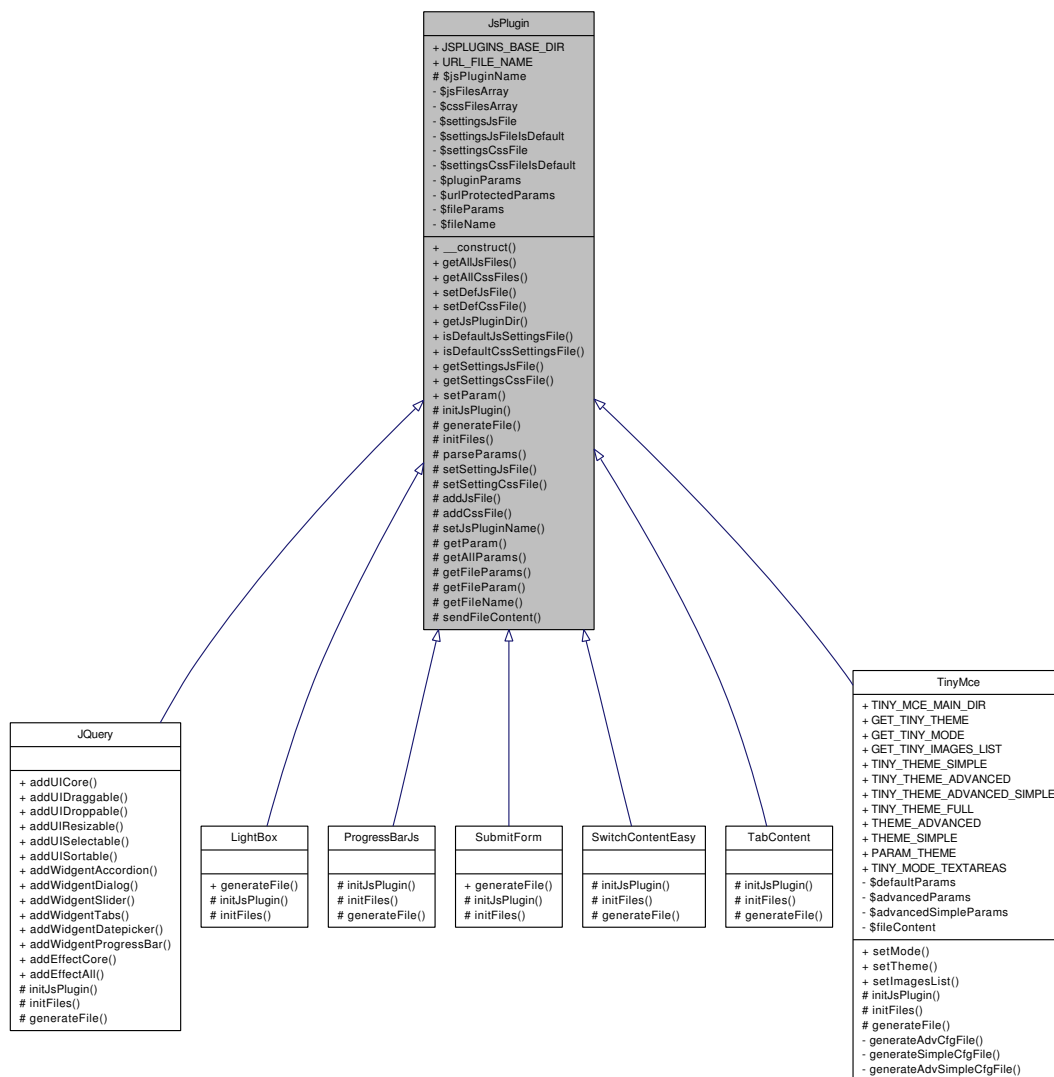 JsPlugin
+ JSPLUGINS_BASE_DIR
+ URL_FILE_NAME
# $jsPluginName
- $jsFilesArray
- $cssFilesArray
- $settingsJsFile
- $settingsJsFileIsDefault
- $settingsCssFile
- $settingsCssFileIsDefault
- $pluginParams
- $urlProtectedParams
- $fileParams
- $fileName
+ __construct()
+ getAllJsFiles()
+ getAllCssFiles()
+ setDefJsFile()
+ setDefCssFile()
+ getJsPluginDir()
+ isDefaultJsSettingsFile()
+ isDefaultCssSettingsFile()
+ getSettingsJsFile()
+ getSettingsCssFile()
+ setParam()
# initJsPlugin()
# generateFile()
# initFiles()
# parseParams()
# setSettingJsFile()
# setSettingCssFile()
# addJsFile()
# addCssFile()
# setJsPluginName()
# getParam()
# getAllParams()
# getFileParams()
# getFileParam()
# getFileName()
# sendFileContent()
JQuery
+ addUICore()
+ addUIDraggable()
+ addUIDroppable()
+ addUIResizable()
+ addUISelectable()
+ addUISortable()
+ addWidgentAccordion()
+ addWidgentDialog()
+ addWidgentSlider()
+ addWidgentTabs()
+ addWidgentDatepicker()
+ addWidgentProgressBar()
+ addEffectCore()
+ addEffectAll()
# initJsPlugin()
# initFiles()
# generateFile()
LightBox
+ generateFile()
# initJsPlugin()
# initFiles()
ProgressBarJs
# initJsPlugin()
# initFiles()
# generateFile()
SubmitForm
+ generateFile()
# initJsPlugin()
# initFiles()
SwitchContentEasy
# initJsPlugin()
# initFiles()
# generateFile()
TabContent
# initJsPlugin()
# initFiles()
# generateFile()
TinyMce
+ TINY_MCE_MAIN_DIR
+ GET_TINY_THEME
+ GET_TINY_MODE
+ GET_TINY_IMAGES_LIST
+ TINY_THEME_SIMPLE
+ TINY_THEME_ADVANCED
+ TINY_THEME_ADVANCED_SIMPLE
+ TINY_THEME_FULL
+ THEME_ADVANCED
+ THEME_SIMPLE
+ PARAM_THEME
+ TINY_MODE_TEXTAREAS
- $defaultParams
- $advancedParams
- $advancedSimpleParams
- $fileContent
+ setMode()
+ setTheme()
+ setImagesList()
# initJsPlugin()
# initFiles()
# generateFile()
- generateAdvCfgFile()
- generateSimpleCfgFile()
- generateAdvSimpleCfgFile()